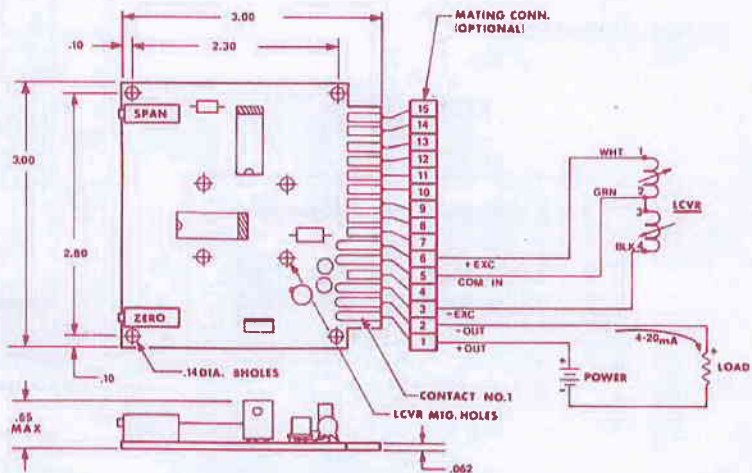 3.00
MATING CONN.
(OPTIONAL)
.10
2.30
SPAN
3.00
2.80
ZERO
15
14
13
12
11
10
9
8
7
6
5
4
3
2
1
WHT
1
GRN
2
3
LCVR
BLK
4
+EXC
COM IN
-EXC
-OUT
+OUT
4-20mA
+
LOAD
+
POWER
-
.10
.14 DIA. 8HOLES
CONTACT NO.1
LCVR MTG. HOLES
.65
MAX
.062